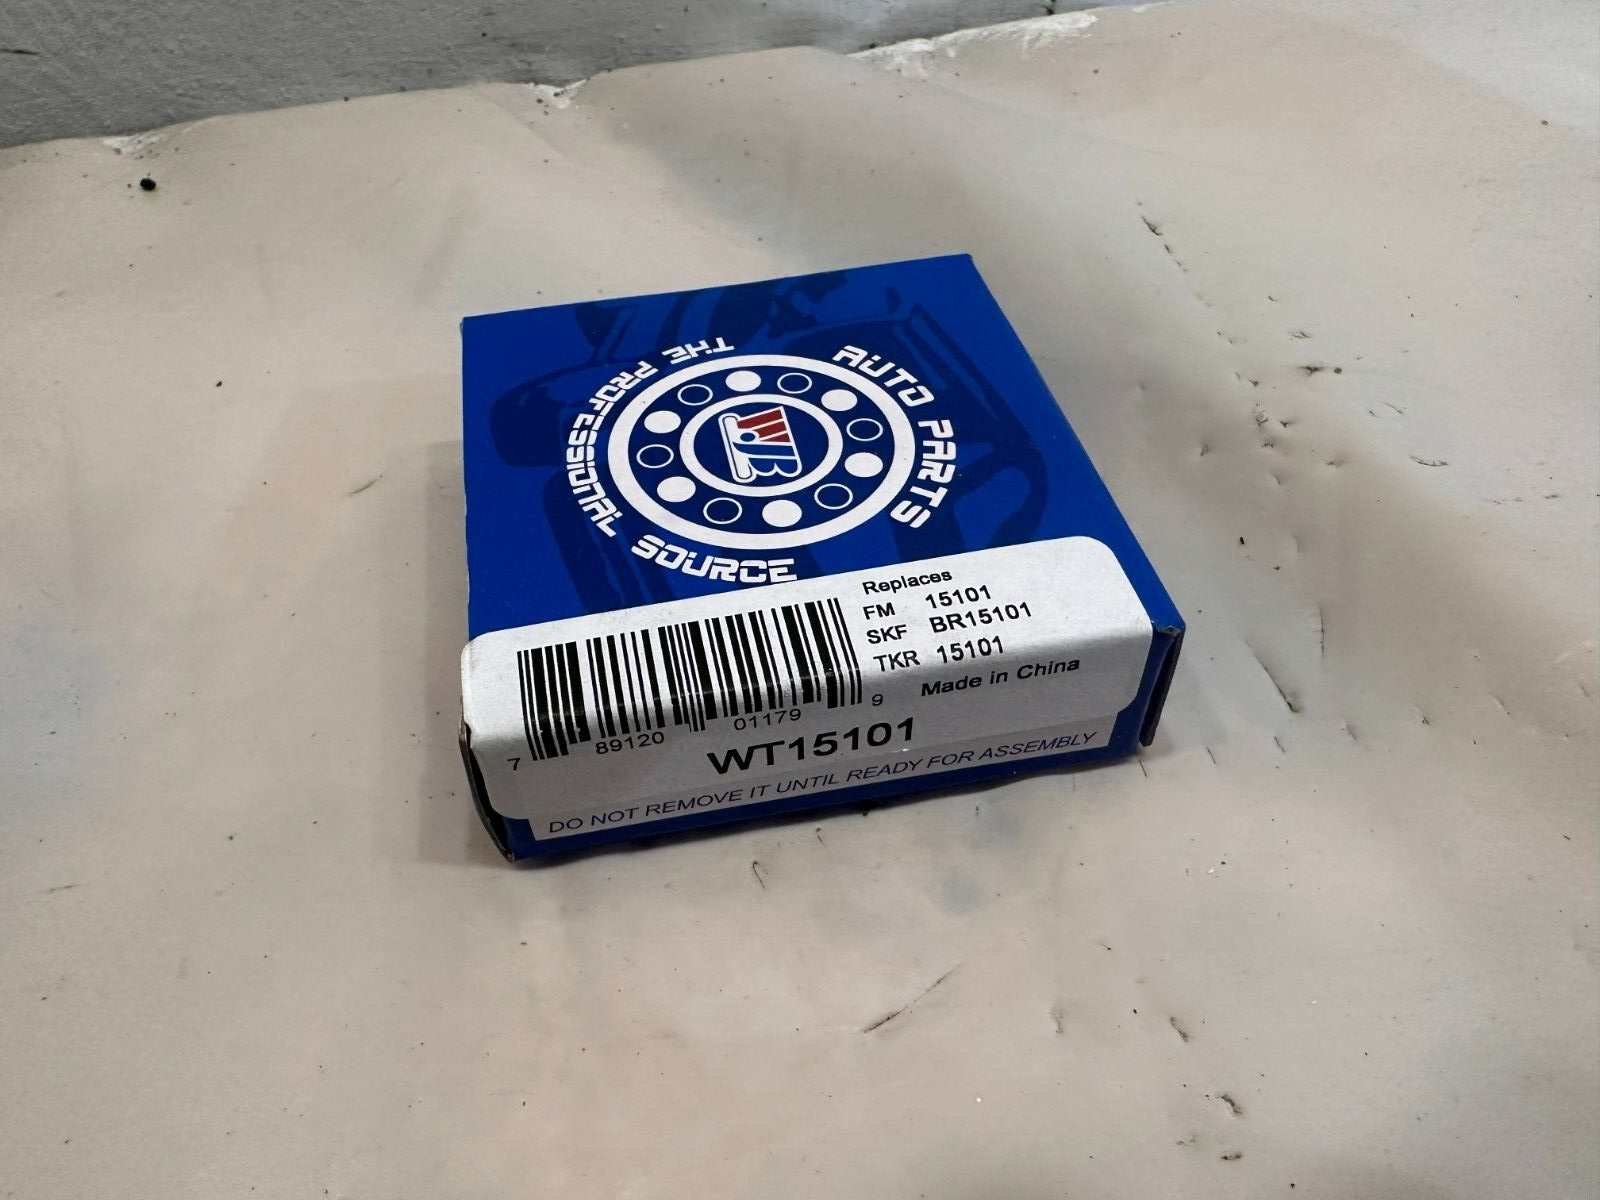 THE PROFESSIONAL SOURCE
AUTO PARTS
WJB
Replaces
FM 15101
SKF BR15101
TKR 15101
Made in China
7 89120 01179 9
WT15101
DO NOT REMOVE IT UNTIL READY FOR ASSEMBLY